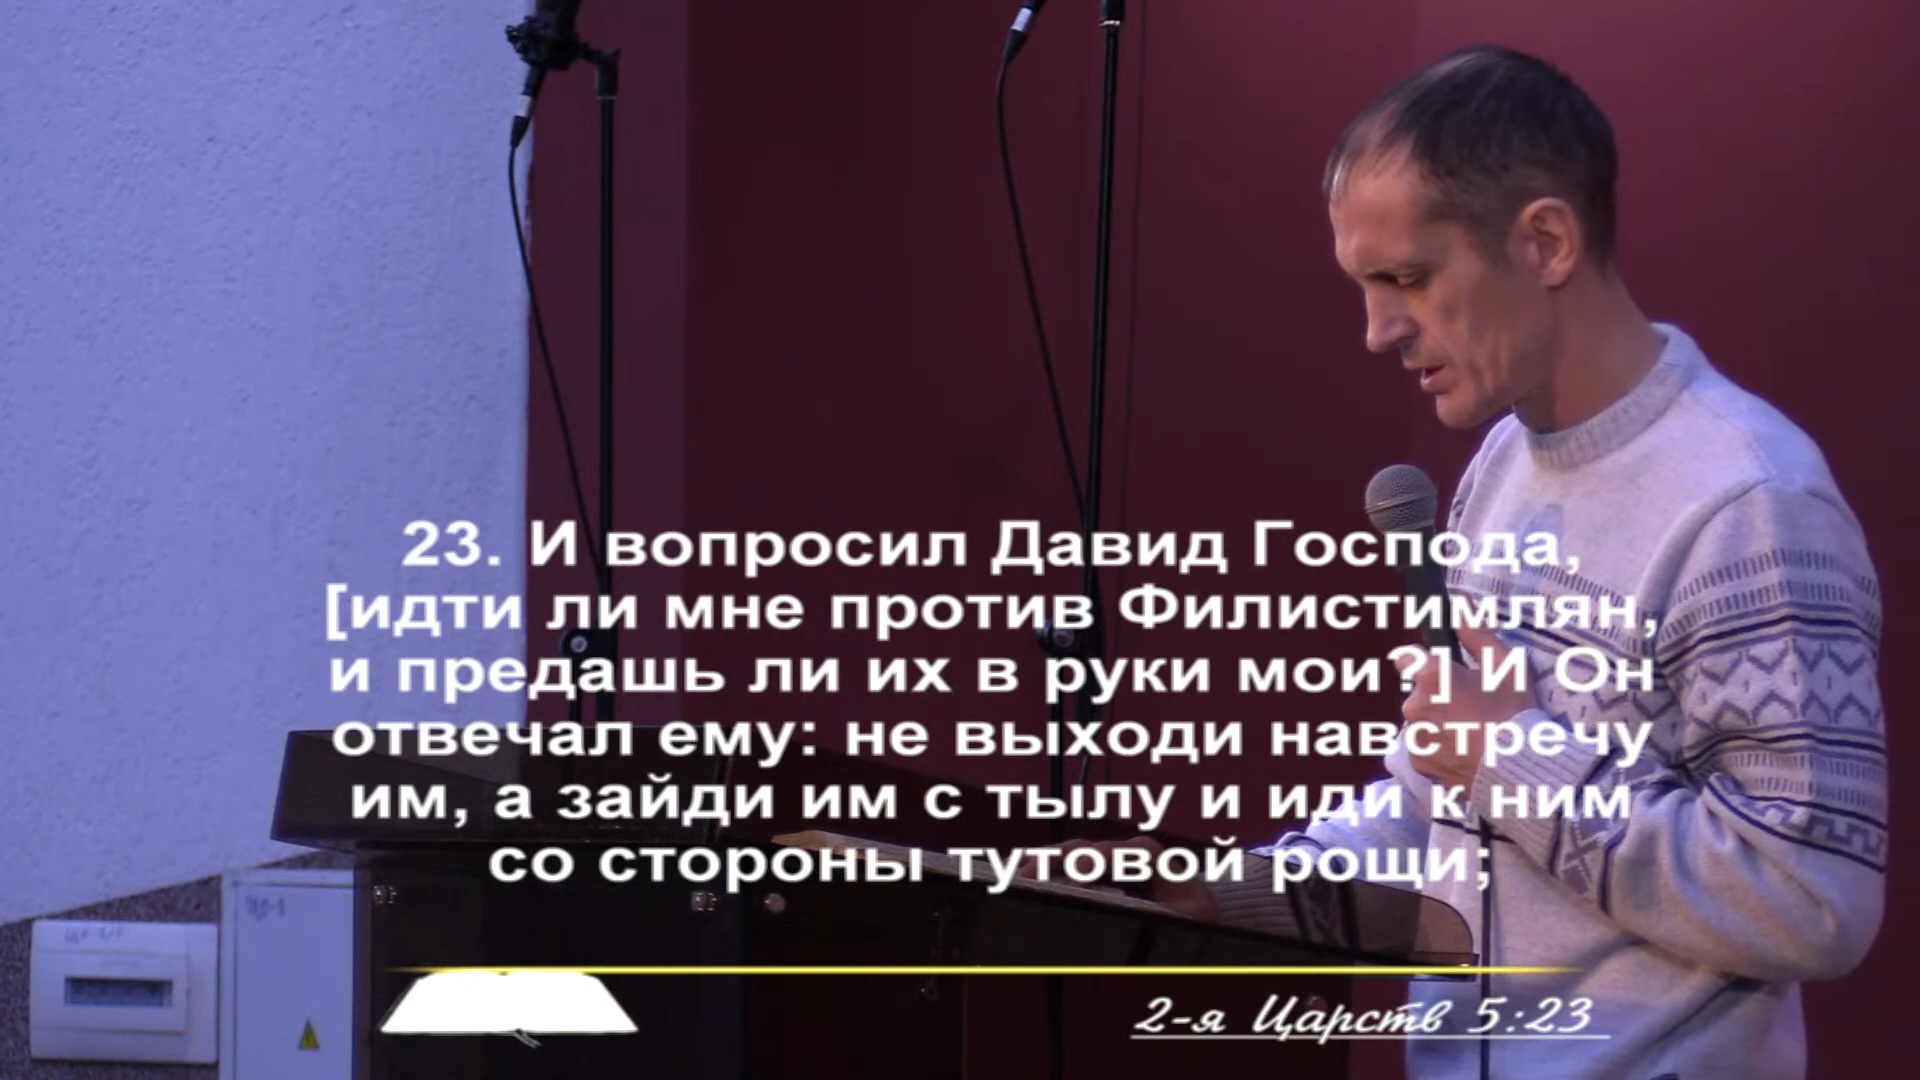 23. И вопросил Давид Господа,
[идти ли мне против Филистимлян,
и предашь ли их в руки мои?] И Он
отвечал ему: не выходи навстречу
им, а зайди им с тылу и иди к ним
со стороны тутовой рощи;
2-я Царств 5:23